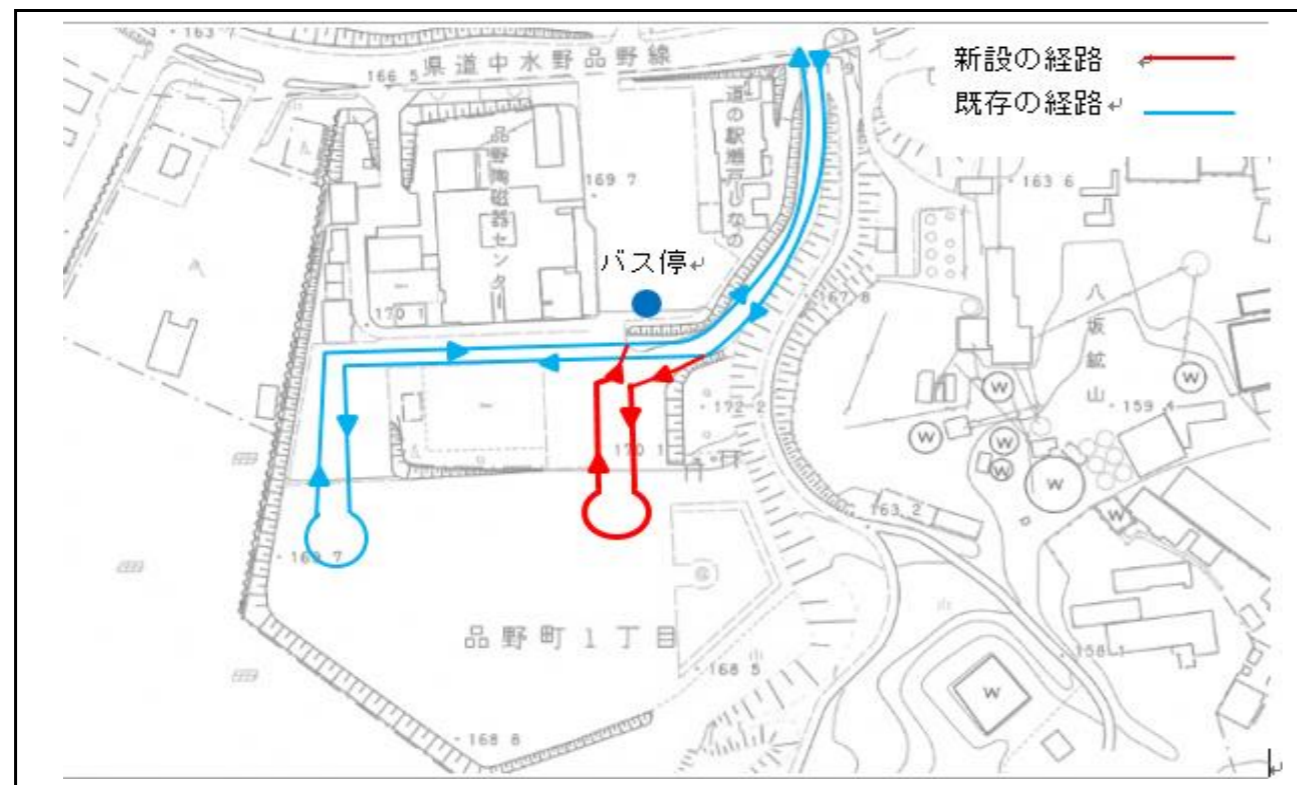 163 7
県道中水野品野線
166 5
新設の経路
既存の経路
品野陶磁器センター
道の駅瀬戸しなの
169 7
163 6
バス停
170 1
167 8
八坂鉱山
W
W
159 4
172 2
W
W
W
W
W
170 1
163 2
169 7
品野町1丁目
168 5
158 1
W
168 8